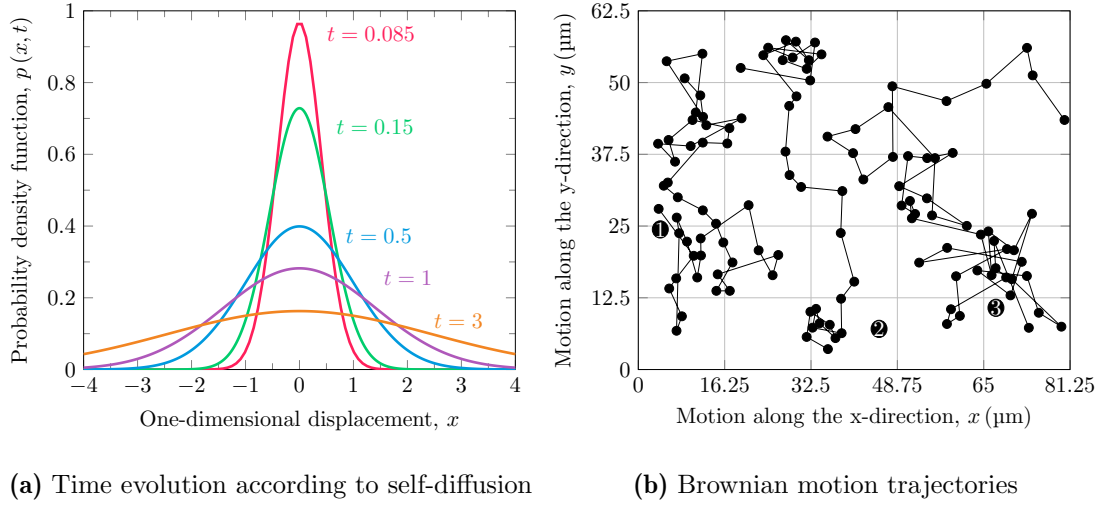 1
0.8
0.6
0.4
0.2
0
−4 −3 −2 −1 0 1 2 3 4
Probability density function, p (x, t)
One-dimensional displacement, x
t = 0.085
t = 0.15
t = 0.5
t = 1
t = 3
(a) Time evolution according to self-diffusion
62.5
50
37.5
25
12.5
0
0 16.25 32.5 48.75 65 81.25
Motion along the y-direction, y (µm)
Motion along the x-direction, x (µm)
1
2
3
(b) Brownian motion trajectories